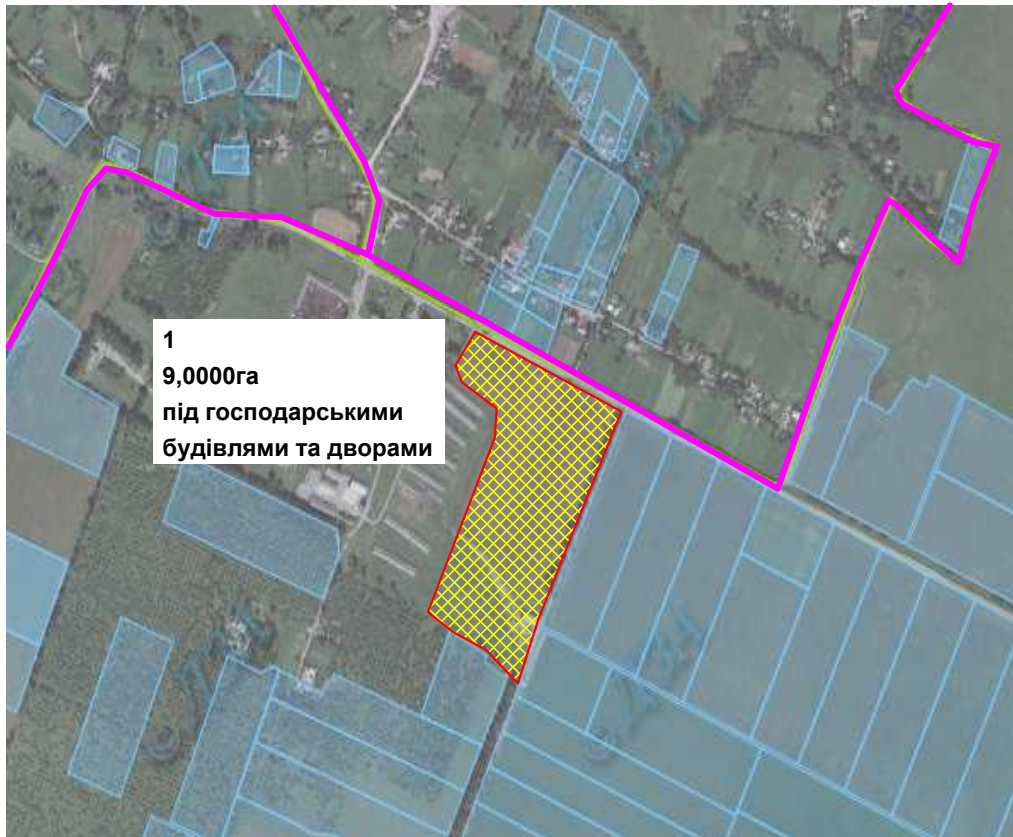 1
9,0000га
під господарськими
будівлями та дворами